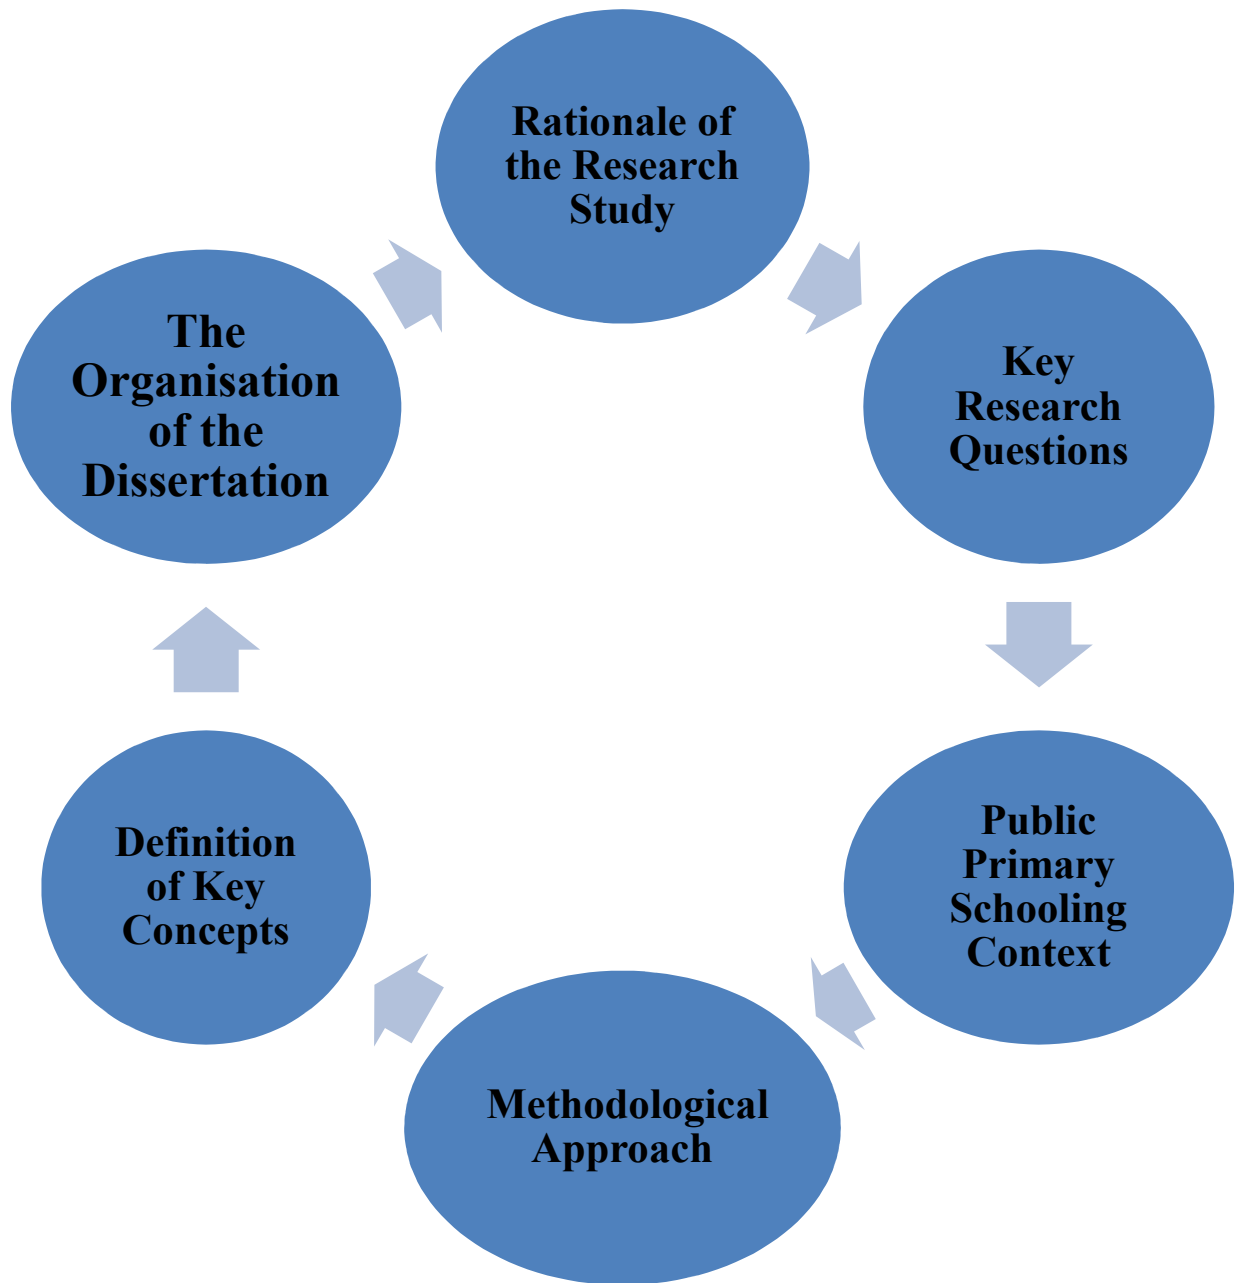 Rationale of
the Research
Study
Key
Research
Questions
Public
Primary
Schooling
Context
Methodological
Approach
Definition
of Key
Concepts
The
Organisation
of the
Dissertation